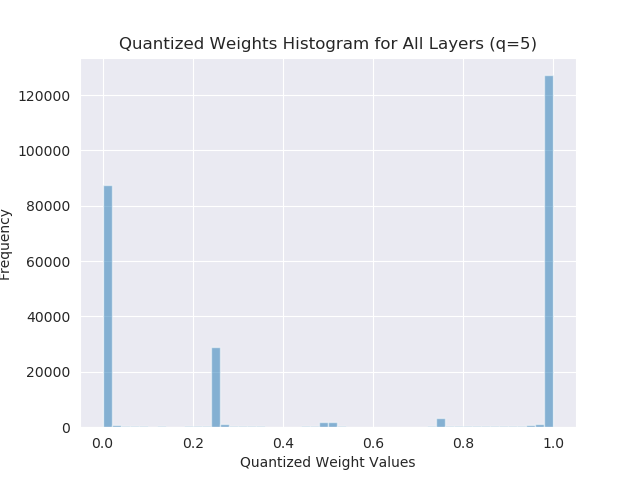 Quantized Weights Histogram for All Layers (q=5)
Frequency
120000
100000
80000
60000
40000
20000
0
0.0 0.2 0.4 0.6 0.8 1.0
Quantized Weight Values